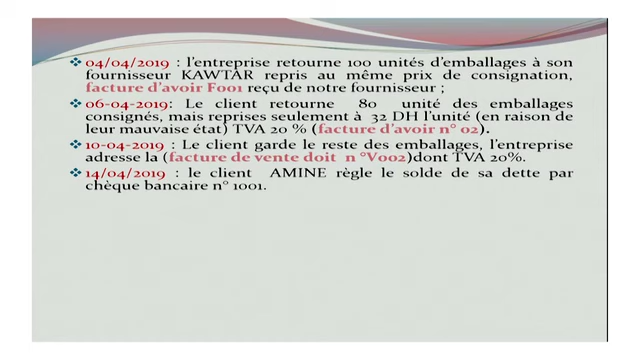 ❖ 04/04/2019 : l'entreprise retourne 100 unités d'emballages à son
fournisseur KAWTAR repris au même prix de consignation,
facture d'avoir F001 reçu de notre fournisseur ;
❖ 06-04-2019: Le client retourne 80 unité des emballages
consignés, mais reprises seulement à 32 DH l'unité (en raison de
leur mauvaise état) TVA 20 % (facture d'avoir n° 02).
❖ 10-04-2019 : Le client garde le reste des emballages, l'entreprise
adresse la (facture de vente doit n °V002)dont TVA 20%.
❖ 14/04/2019 : le client AMINE règle le solde de sa dette par
chèque bancaire n° 1001.